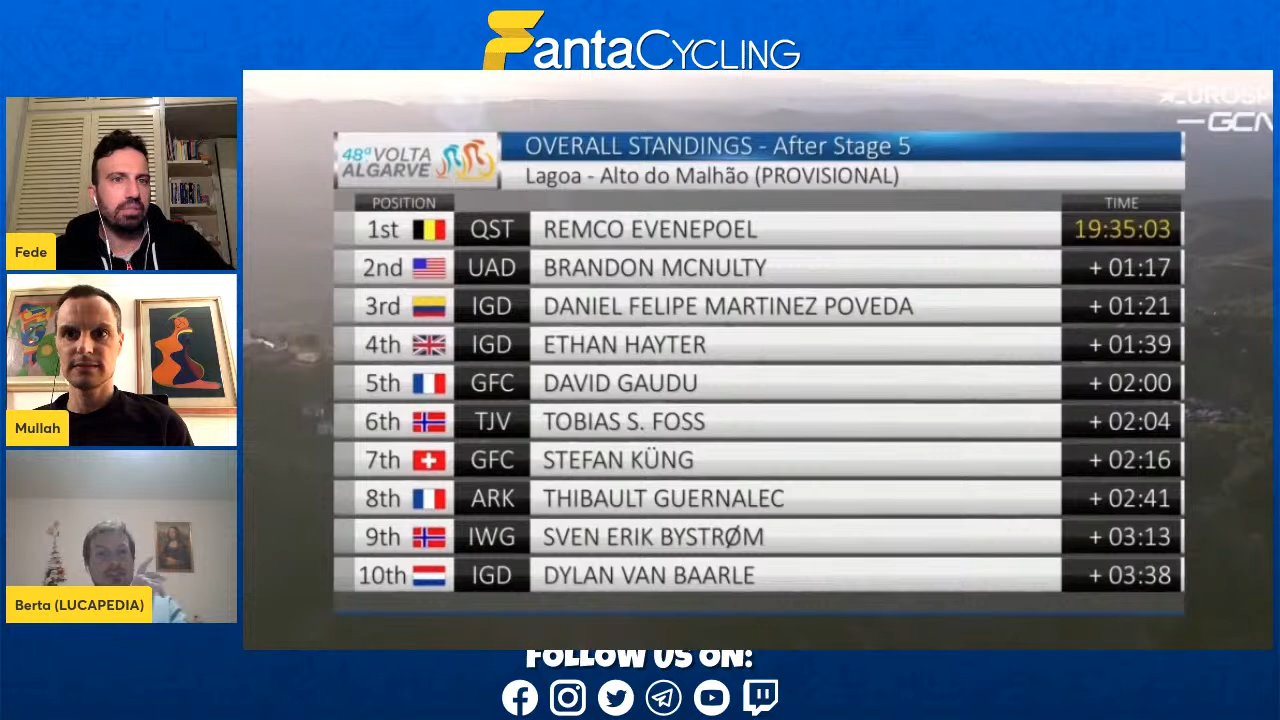 FantaCycling
EUROSP
GCN
48ª VOLTA
ALGARVE
OVERALL STANDINGS - After Stage 5
Lagoa - Alto do Malhão (PROVISIONAL)
POSITION TIME
1st QST REMCO EVENEPOEL 19:35:03
2nd UAD BRANDON MCNULTY + 01:17
3rd IGD DANIEL FELIPE MARTINEZ POVEDA + 01:21
4th IGD ETHAN HAYTER + 01:39
5th GFC DAVID GAUDU + 02:00
6th TJV TOBIAS S. FOSS + 02:04
7th GFC STEFAN KÜNG + 02:16
8th ARK THIBAULT GUERNALEC + 02:41
9th IWG SVEN ERIK BYSTRØM + 03:13
10th IGD DYLAN VAN BAARLE + 03:38
Fede
Mullah
Berta (LUCAPEDIA)
FOLLOW US ON: